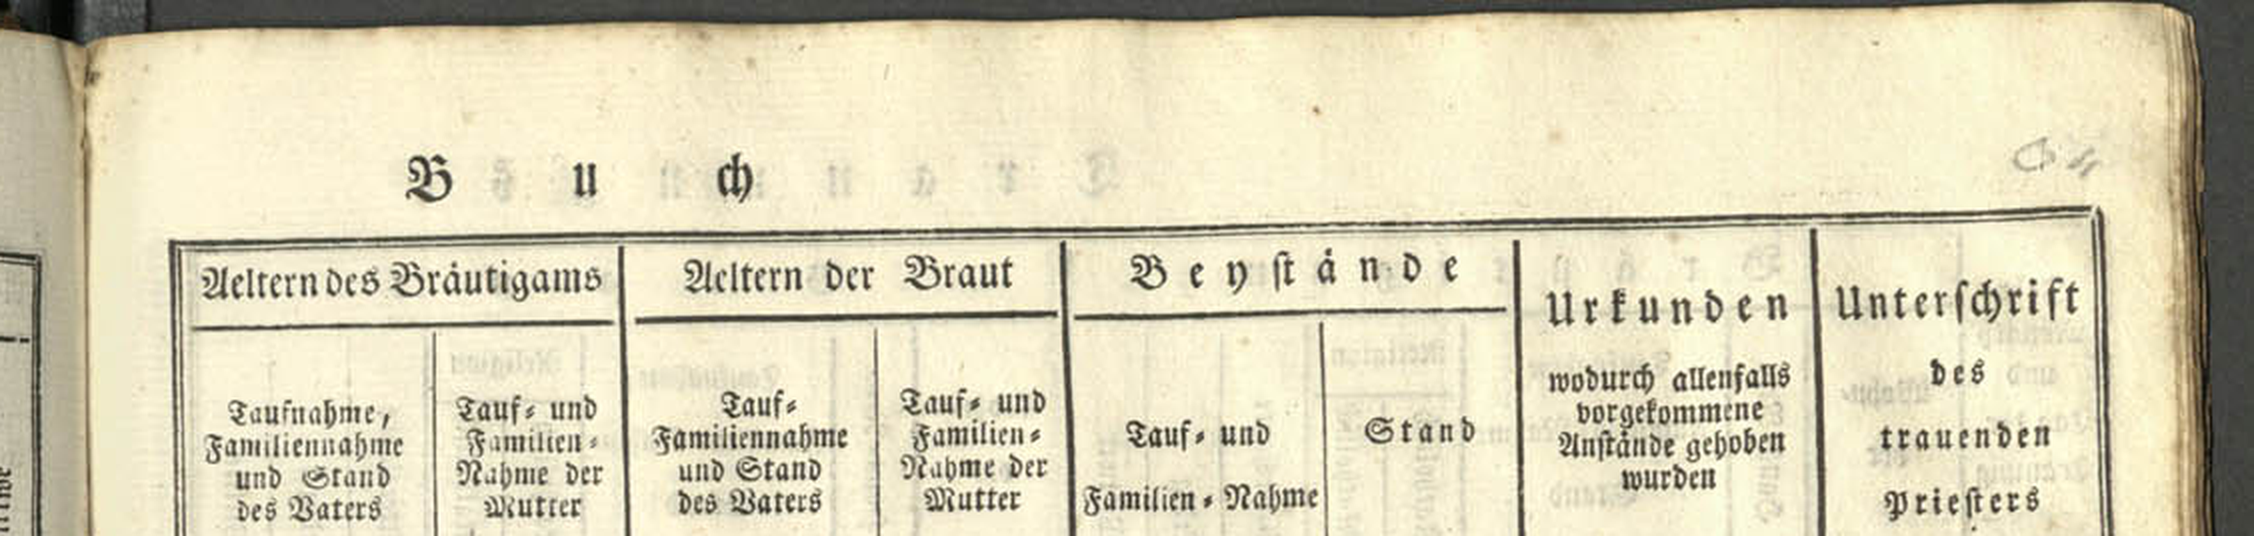 Buch
Aeltern des Bräutigams
Taufnahme,
Familiennahme
und Stand
des Vaters
Tauf- und
Familien-
Nahme der
Mutter
Aeltern der Braut
Tauf-
Familiennahme
und Stand
des Vaters
Tauf- und
Familien-
Nahme der
Mutter
Beystände
Tauf- und
Familien-Nahme
Stand
Urkunden
wodurch allenfalls
vorgekommene
Anstände gehoben
wurden
Unterschrift
des
trauenden
Priesters